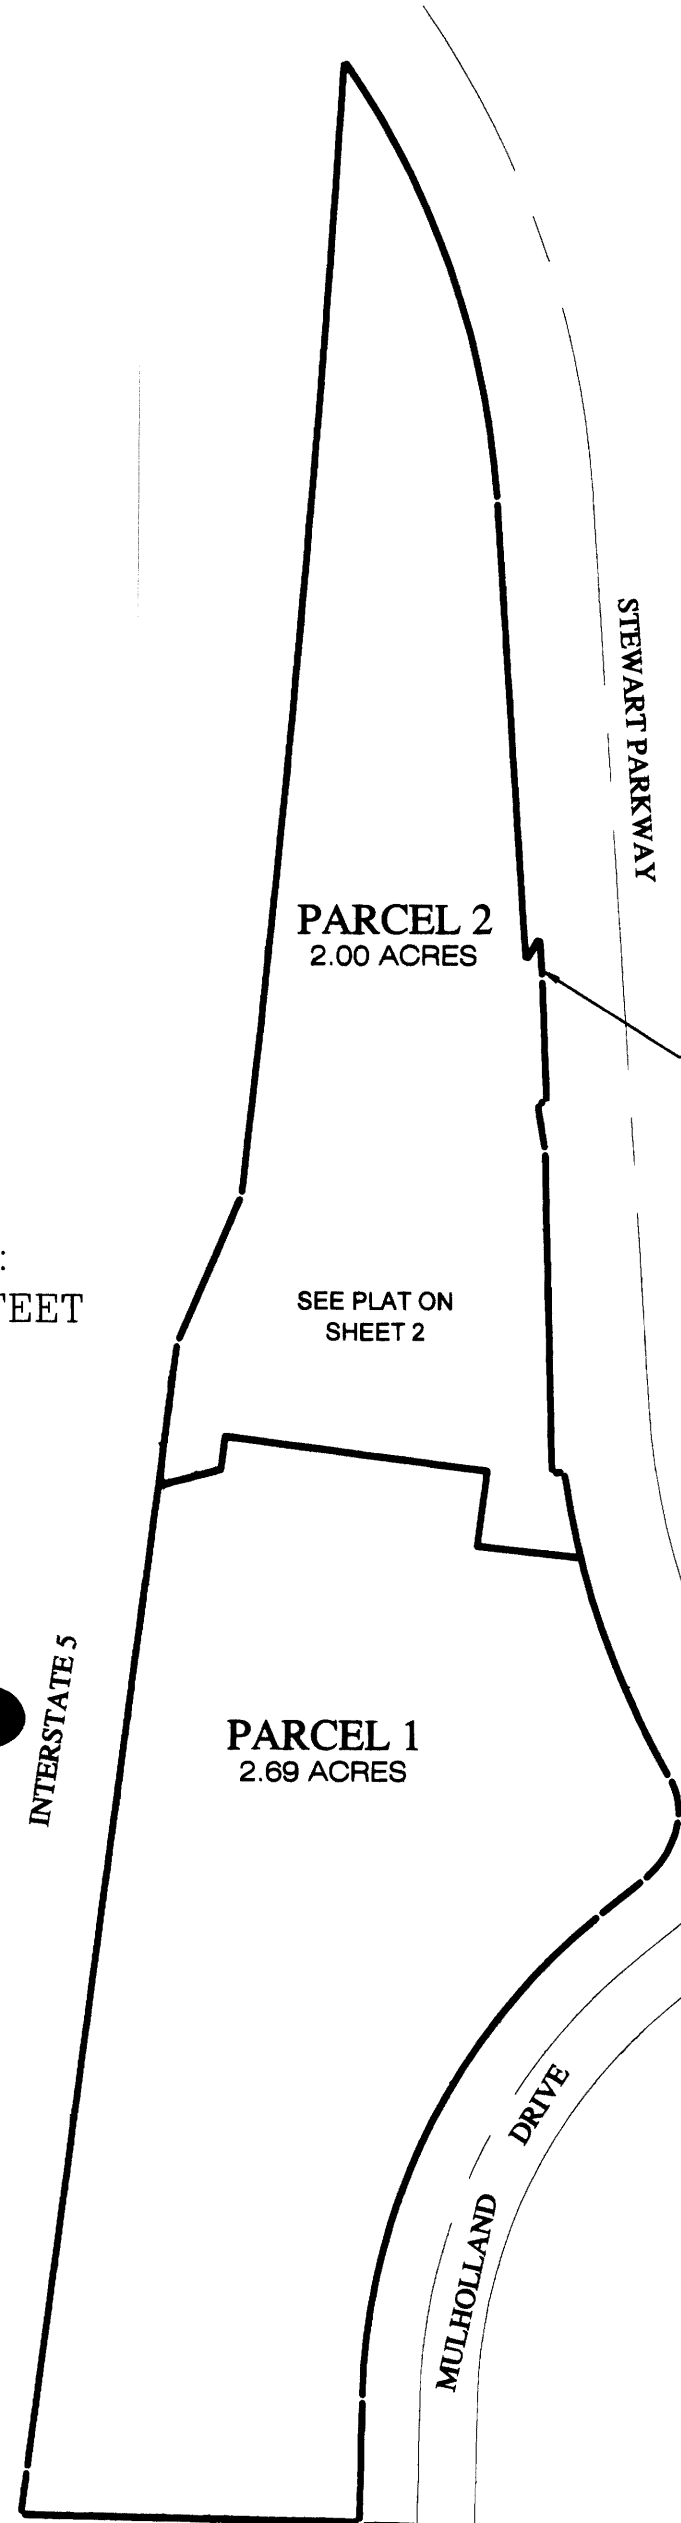 STEWART PARKWAY
PARCEL 2
2.00 ACRES
:
SEE PLAT ON
SHEET 2
INTERSTATE 5
PARCEL 1
2.69 ACRES
DRIVE
MULHOLLAND